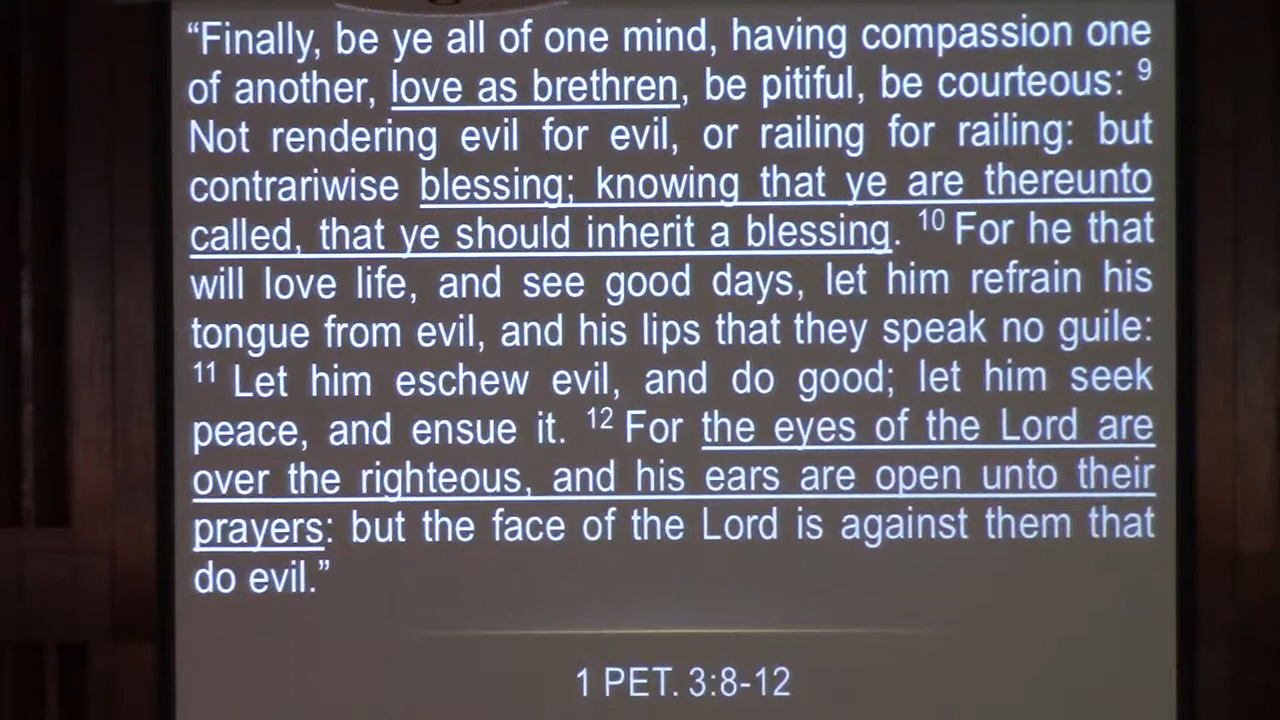 “Finally, be ye all of one mind, having compassion one
of another, love as brethren, be pitiful, be courteous: 9
Not rendering evil for evil, or railing for railing: but
contrariwise blessing; knowing that ye are thereunto
called, that ye should inherit a blessing. 10 For he that
will love life, and see good days, let him refrain his
tongue from evil, and his lips that they speak no guile:
11 Let him eschew evil, and do good; let him seek
peace, and ensue it. 12 For the eyes of the Lord are
over the righteous, and his ears are open unto their
prayers: but the face of the Lord is against them that
do evil.”
1 PET. 3:8-12